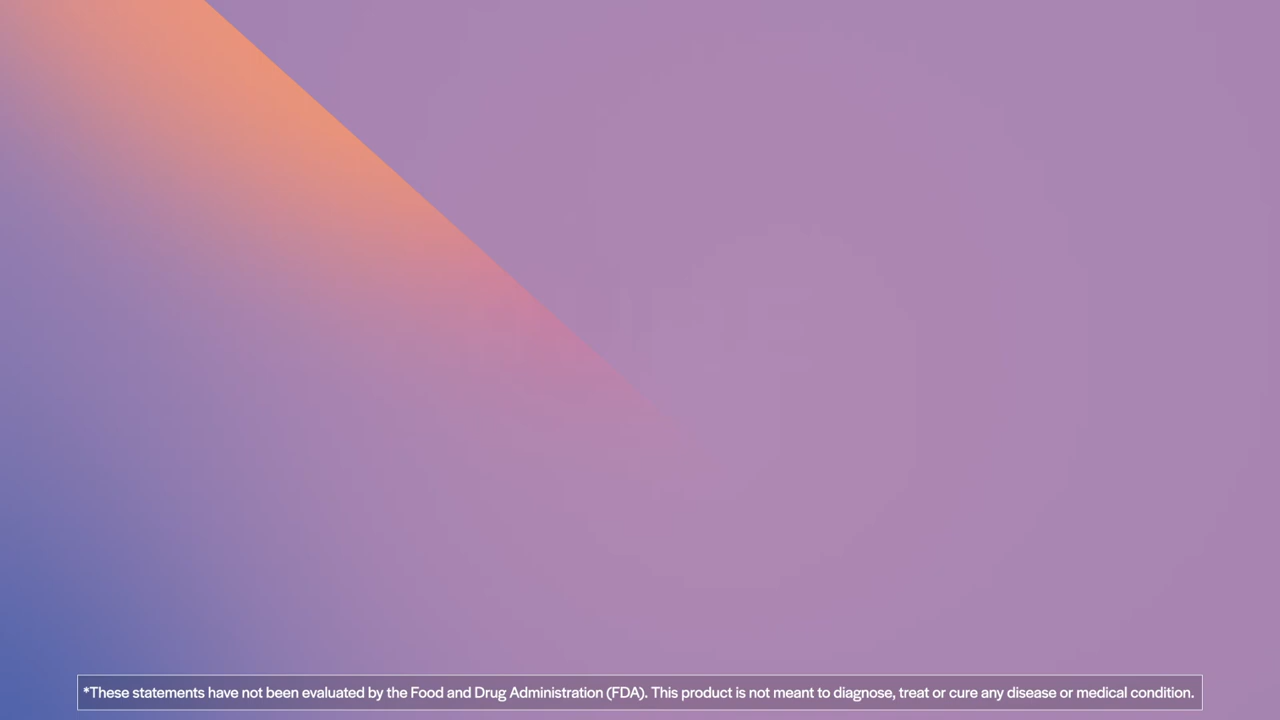 *These statements have not been evaluated by the Food and Drug Administration (FDA). This product is not meant to diagnose, treat or cure any disease or medical condition.